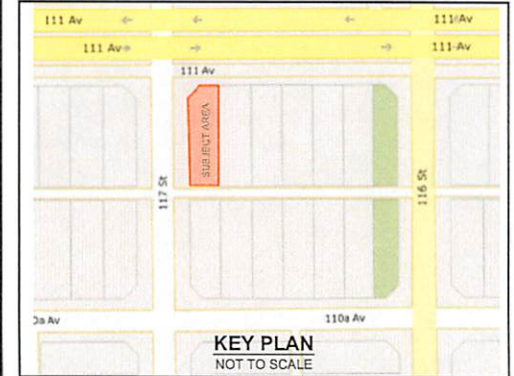 111 Av
111 Av
111 Av
111 Av
111 Av
SUBJECT AREA
117 St
116 St
0a Av
110a Av
KEY PLAN
NOT TO SCALE